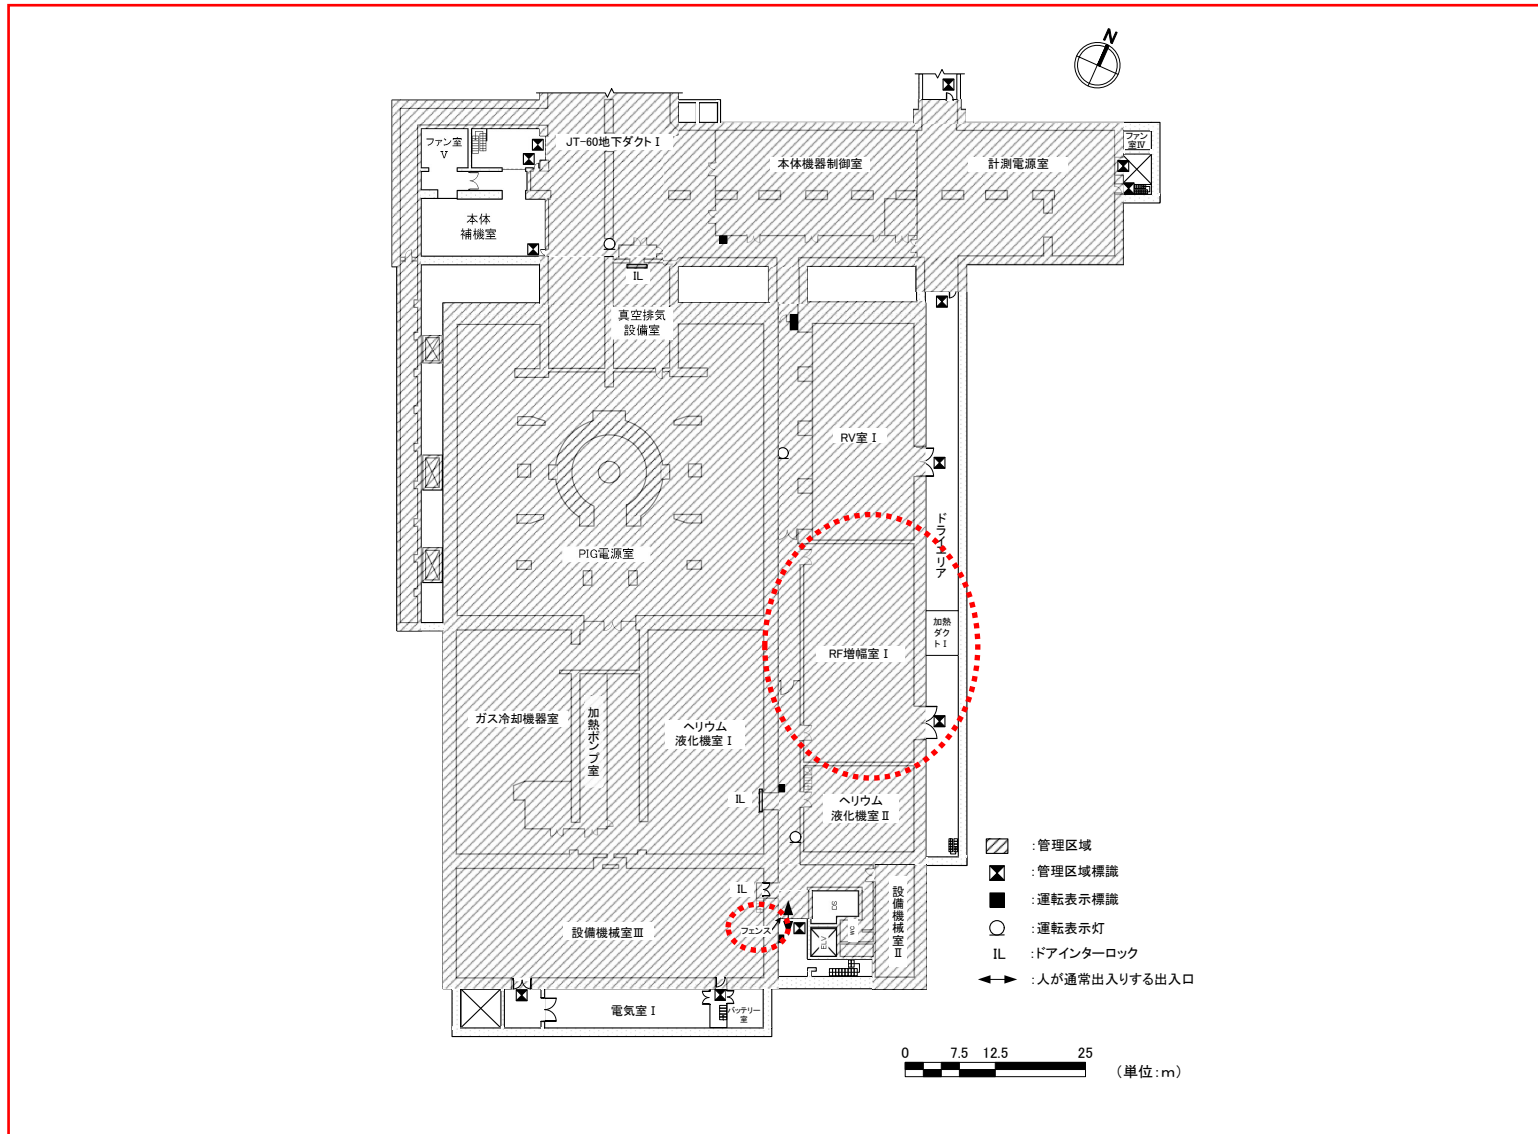 N
ファン室
Ⅴ
JT-60地下ダクトⅠ
本体機器制御室
計測電源室
ファン
室Ⅳ
本体
補機室
IL
真空排気
設備室
RV室Ⅰ
ドライエリア
PIG電源室
加熱
ダク
トⅠ
RF増幅室Ⅰ
ガス冷却機器室
加熱ポンプ室
ヘリウム
液化機室Ⅰ
IL
ヘリウム
液化機室Ⅱ
IL
設備機械室Ⅲ
フェンス
DS
ELV
WC
設備機械室Ⅱ
電気室Ⅰ
バッテリー
室
:管理区域
:管理区域標識
:運転表示標識
:運転表示灯
IL :ドアインターロック
:人が通常出入りする出入口
0 7.5 12.5 25
(単位:m)